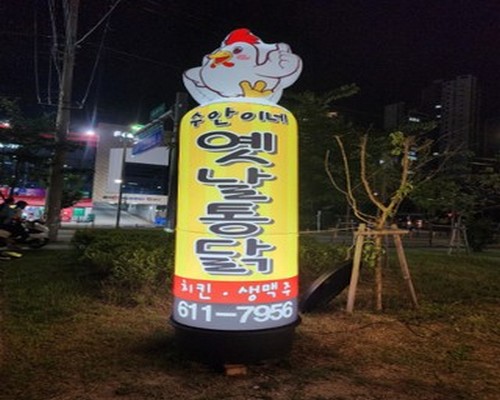 수안이네
옛
날
통
닭
치킨 · 생맥주
611-7956